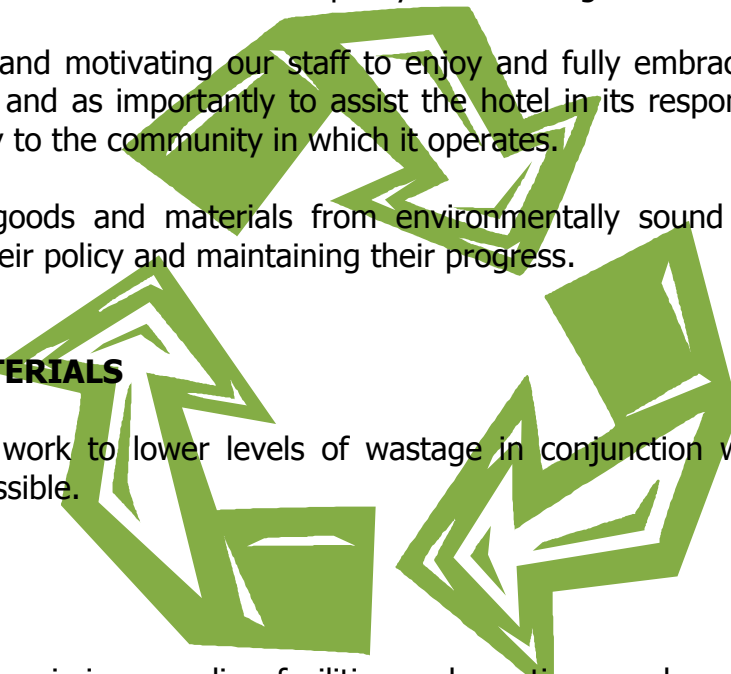 and motivating our staff to enjoy and fully embrac
and as importantly to assist the hotel in its respon
y to the community in which it operates.
goods and materials from environmentally sound
eir policy and maintaining their progress.
TERIALS
work to lower levels of wastage in conjunction w
ssible.